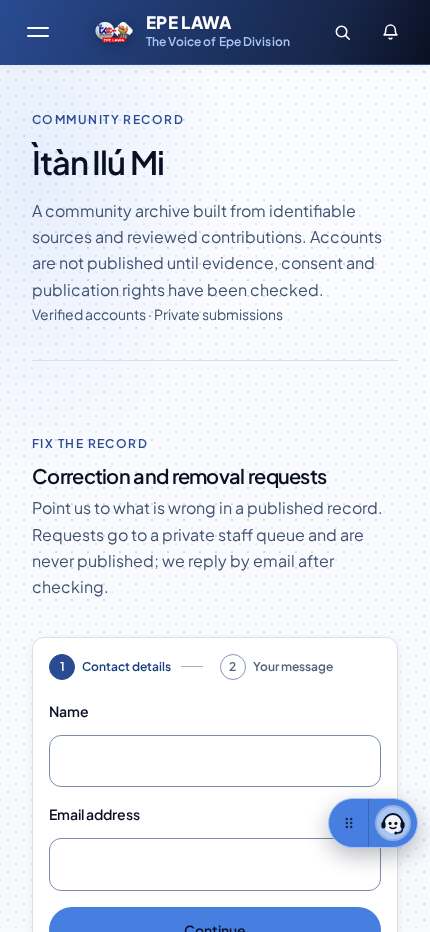 EPE LAWA
The Voice of Epe Division
COMMUNITY RECORD
Ìtàn Ilú Mi
A community archive built from identifiable
sources and reviewed contributions. Accounts
are not published until evidence, consent and
publication rights have been checked.
Verified accounts · Private submissions
FIX THE RECORD
Correction and removal requests
Point us to what is wrong in a published record.
Requests go to a private staff queue and are
never published; we reply by email after
checking.
1 Contact details 2 Your message
Name
Email address
Continue